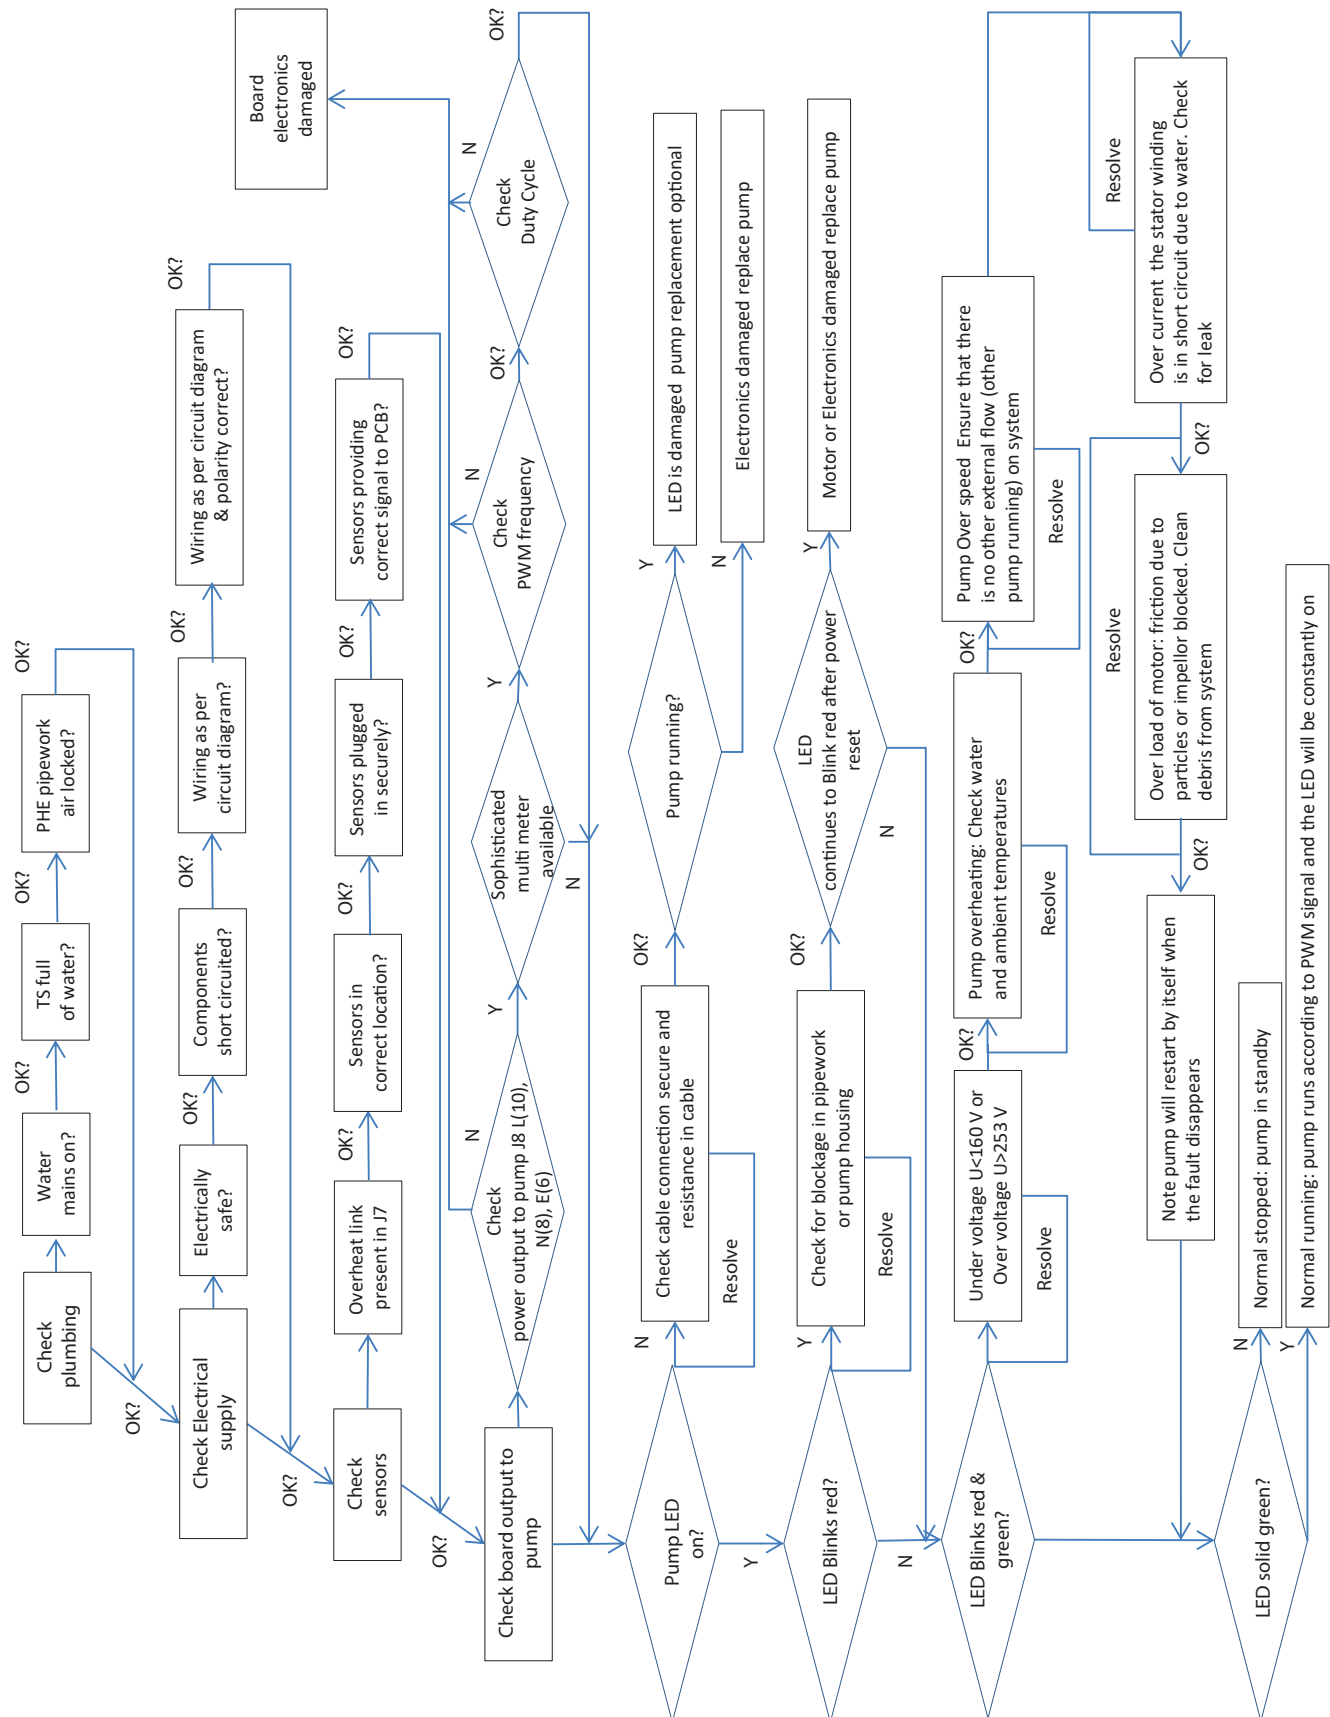 Check
plumbing
Water
mains on?
OK?
TS full
of water?
OK?
PHE pipework
air locked?
OK?
OK?
Check Electrical
supply
Electrically
safe?
OK?
Components
short circuited?
OK?
Wiring as per
circuit diagram?
OK?
Wiring as per circuit diagram
& polarity correct?
OK?
OK?
Check
sensors
Overheat link
present in J7
OK?
Sensors in
correct location?
OK?
Sensors plugged
in securely?
OK?
Sensors providing
correct signal to PCB?
OK?
OK?
Board
electronics
damaged
Check board output to
pump
Check
power output to pump J8 L(10),
N(8), E(6)
N
Y
Sophisticated
multi meter
available
N
Y
Check
PWM frequency
N
OK?
Check
Duty Cycle
N
OK?
Pump LED
on?
N
Y
Check cable connection secure and
resistance in cable
Resolve
OK?
Pump running?
Y
N
LED is damaged pump replacement optional
Electronics damaged replace pump
LED Blinks red?
Y
N
Check for blockage in pipework
or pump housing
Resolve
OK?
LED
continues to Blink red after power
reset
Y
N
Motor or Electronics damaged replace pump
LED Blinks red &
green?
Under voltage U<160 V or
Over voltage U>253 V
Resolve
OK?
Pump overheating: Check water
and ambient temperatures
Resolve
OK?
Pump Over speed Ensure that there
is no other external flow (other
pump running) on system
Resolve
Over current the stator winding
is in short circuit due to water. Check
for leak
Resolve
OK?
Over load of motor: friction due to
particles or impellor blocked. Clean
debris from system
Resolve
OK?
Note pump will restart by itself when
the fault disappears
LED solid green?
N
Y
Normal stopped: pump in standby
Normal running: pump runs according to PWM signal and the LED will be constantly on